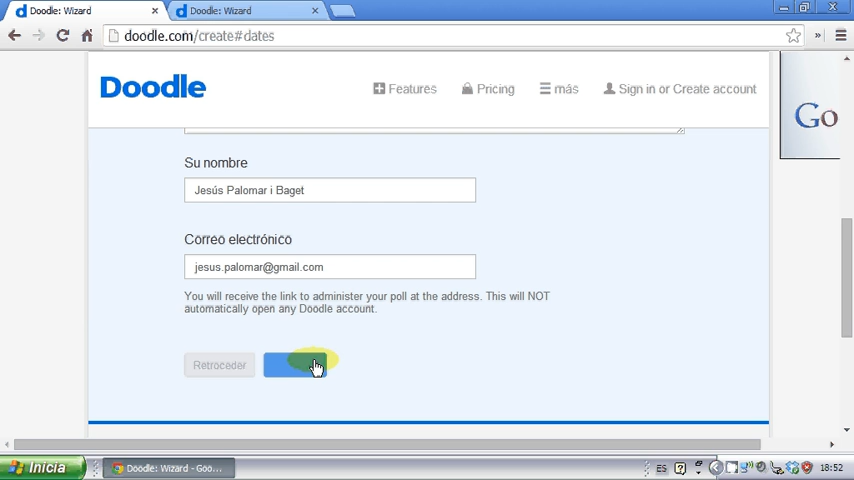 Doodle: Wizard
Doodle: Wizard
doodle.com/create#dates
Doodle
Features
Pricing
más
Sign in or Create account
Go
Su nombre
Jesús Palomar i Baget
Correo electrónico
jesus.palomar@gmail.com
You will receive the link to administer your poll at the address. This will NOT
automatically open any Doodle account.
Retroceder
Inicia
Doodle: Wizard - Goo...
ES
18:52